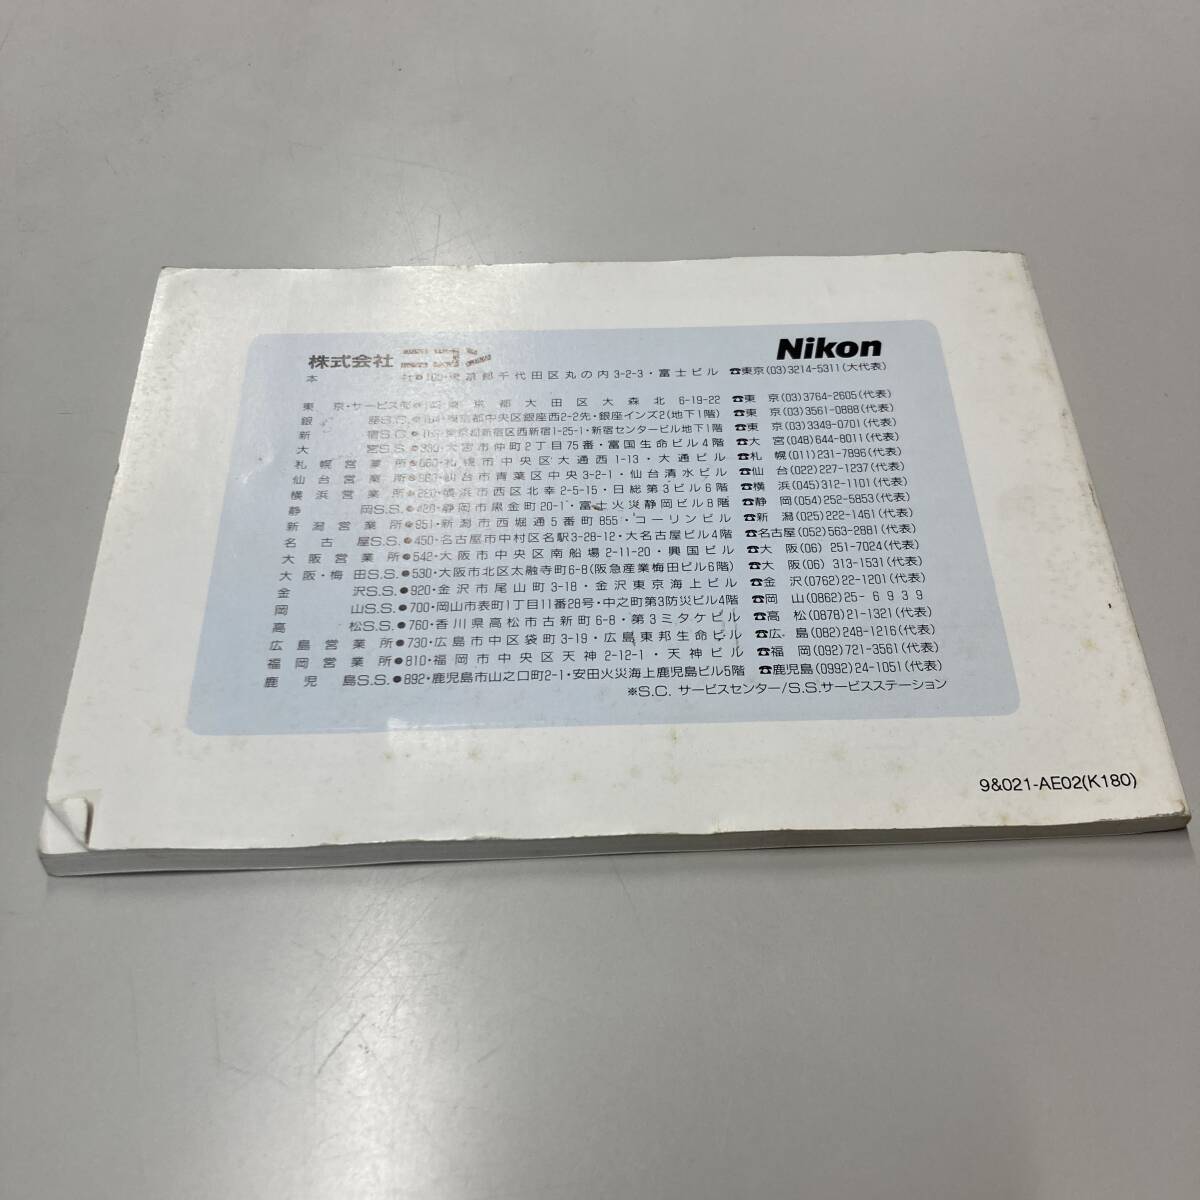 株式会社 ニコン Nikon
本 社●100・東京都千代田区丸の内3-2-3・富士ビル ☎東京(03)3214-5311(大代表)
東京・サービス部 東京都大田区大森北 6-19-22 ☎東 京(03)3764-2605(代表)
銀 座S.C.●104・東京都中央区銀座西2-2先・銀座インズ2(地下1階) ☎東 京(03)3561-0888(代表)
新 宿S.C.●163・東京都新宿区西新宿1-25-1・新宿センタービル地下1階 ☎東 京(03)3349-0701(代表)
大 宮S.S.●330・大宮市仲町2丁目75番・富国生命ビル4階 ☎大 宮(048)644-8011(代表)
札幌営業所●060・札幌市中央区大通西1-13・大通ビル ☎札 幌(011)231-7896(代表)
仙台営業所●980・仙台市青葉区中央3-2-1・仙台清水ビル ☎仙 台(022)227-1237(代表)
横浜営業所●220・横浜市西区北幸2-5-15・日総第3ビル6階 ☎横 浜(045)312-1101(代表)
静 岡S.S.●420・静岡市黒金町20-1・富士火災静岡ビル8階 ☎静 岡(054)252-5853(代表)
新潟営業所●951・新潟市西堀通5番町855・コーリンビル ☎新 潟(025)222-1461(代表)
名 古 屋S.S.●450・名古屋市中村区名駅3-28-12・大名古屋ビル4階 ☎名古屋(052)563-2881(代表)
大阪営業所●542・大阪市中央区南船場2-11-20・興国ビル ☎大 阪(06) 251-7024(代表)
大阪・梅田S.S.●530・大阪市北区太融寺町6-8(阪急産業梅田ビル6階) ☎大 阪(06) 313-1531(代表)
金 沢S.S.●920・金沢市尾山町3-18・金沢東京海上ビル ☎金 沢(0762)22-1201(代表)
岡 山S.S.●700・岡山市表町1丁目11番28号・中之町第3防災ビル4階 ☎岡 山(0862)25-6939
高 松S.S.●760・香川県高松市古新町6-8・第3ミタケビル ☎高 松(0878)21-1321(代表)
広島営業所●730・広島市中区袋町3-19・広島東邦生命ビル ☎広 島(082)248-1216(代表)
福岡営業所●810・福岡市中央区天神2-12-1・天神ビル ☎福 岡(092)721-3561(代表)
鹿 児 島S.S.●892・鹿児島市山之口町2-1・安田火災海上鹿児島ビル5階 ☎鹿児島(0992)24-1051(代表)
※S.C. サービスセンター/S.S.サービスステーション
9&021-AE02(K180)